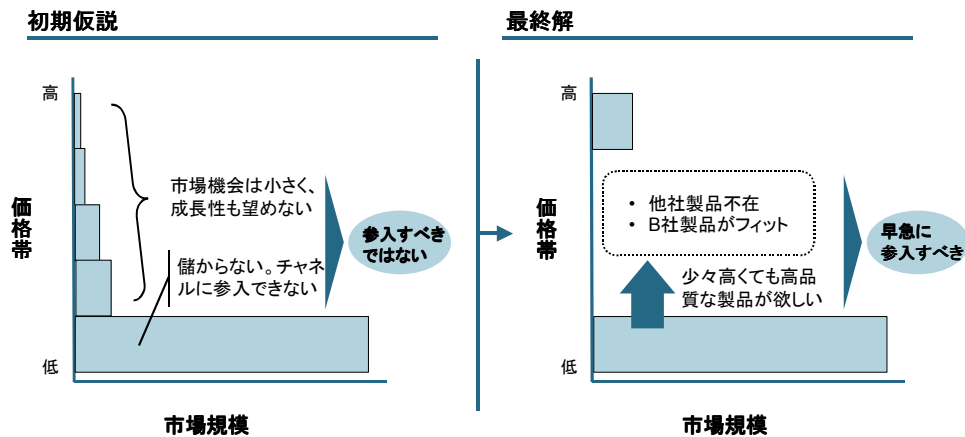 初期仮説
高
価格帯
低
市場機会は小さく、
成長性も望めない
儲からない。チャネ
ルに参入できない
参入すべき
ではない
市場規模
最終解
高
価格帯
低
• 他社製品不在
• B社製品がフィット
少々高くても高品
質な製品が欲しい
早急に
参入すべき
市場規模